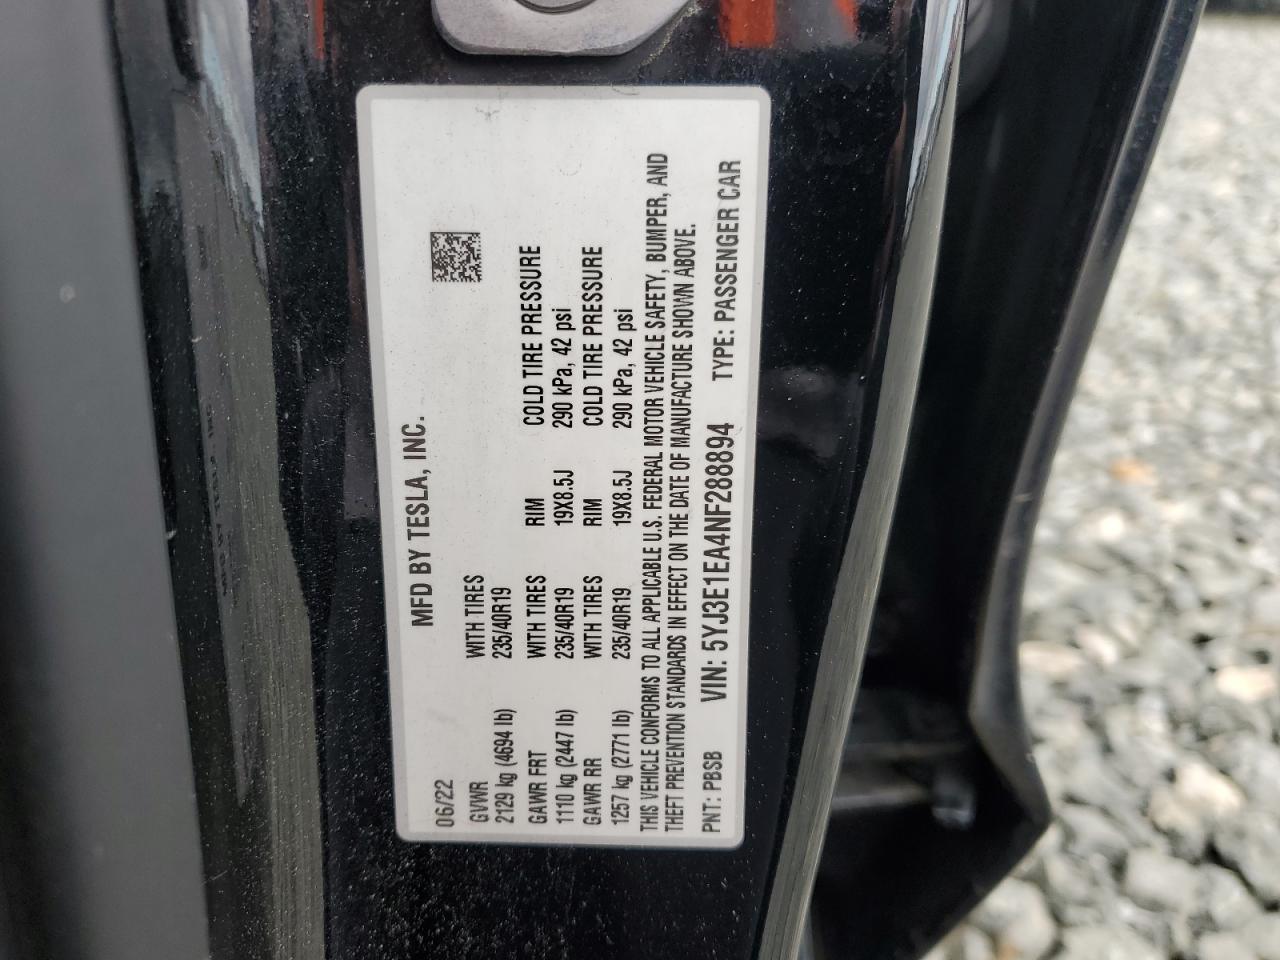 MFD BY TESLA, INC.
06/22
GVWR WITH TIRES
2129 kg (4694 lb) 235/40R19
GAWR FRT WITH TIRES RIM COLD TIRE PRESSURE
1110 kg (2447 lb) 235/40R19 19X8.5J 290 kPa, 42 psi
GAWR RR WITH TIRES RIM COLD TIRE PRESSURE
1257 kg (2771 lb) 235/40R19 19X8.5J 290 kPa, 42 psi
THIS VEHICLE CONFORMS TO ALL APPLICABLE U.S. FEDERAL MOTOR VEHICLE SAFETY, BUMPER, AND
THEFT PREVENTION STANDARDS IN EFFECT ON THE DATE OF MANUFACTURE SHOWN ABOVE.
PNT: PBSB VIN: 5YJ3E1EA4NF288894 TYPE: PASSENGER CAR